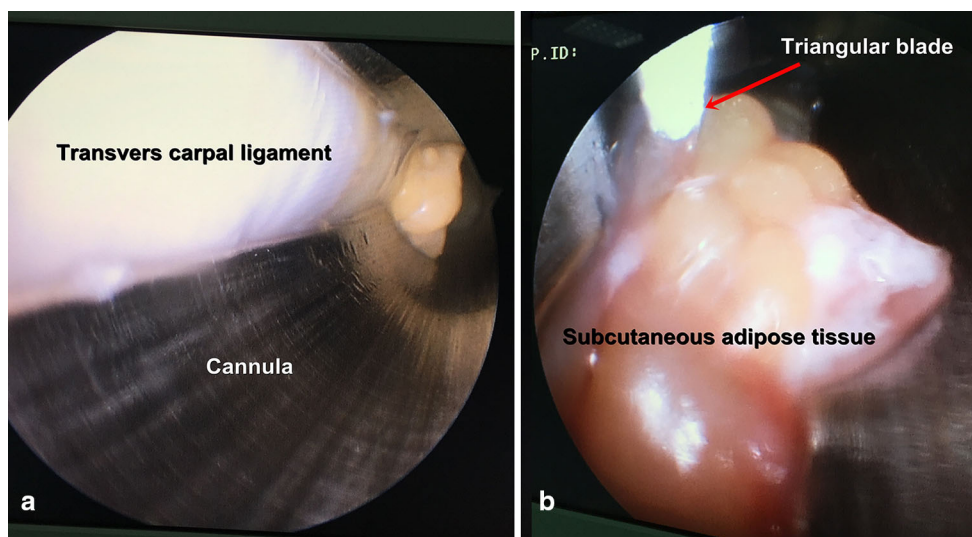 Transvers carpal ligament
Cannula
a
P.ID:
Triangular blade
Subcutaneous adipose tissue
b